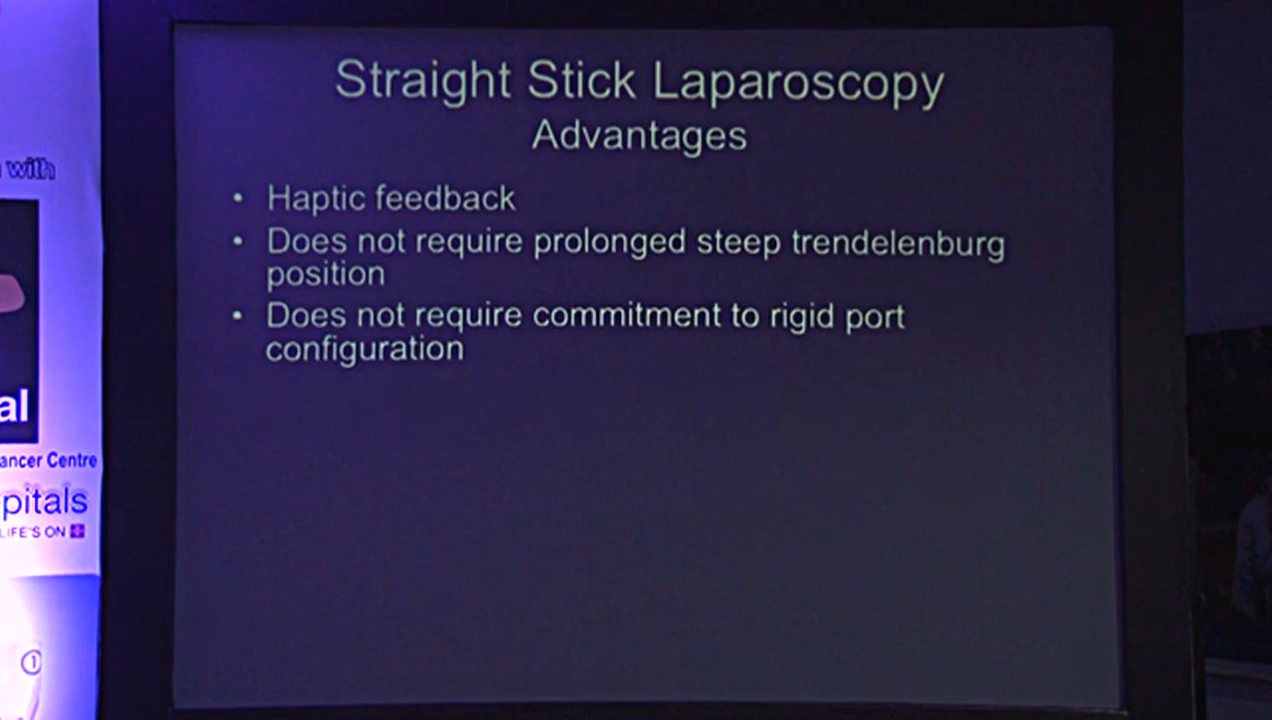 Straight Stick Laparoscopy
Advantages
• Haptic feedback
• Does not require prolonged steep trendelenburg
position
• Does not require commitment to rigid port
configuration
with
al
ancer Centre
pitals
LIFE'S ON
1